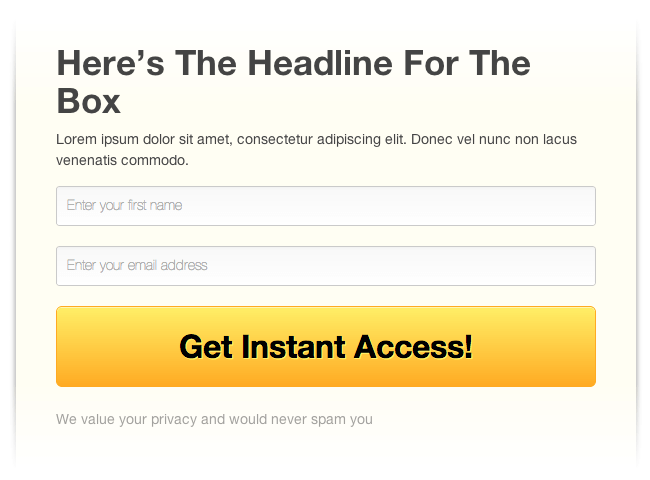 Here’s The Headline For The
Box
Lorem ipsum dolor sit amet, consectetur adipiscing elit. Donec vel nunc non lacus
venenatis commodo.
Enter your first name
Enter your email address
Get Instant Access!
We value your privacy and would never spam you